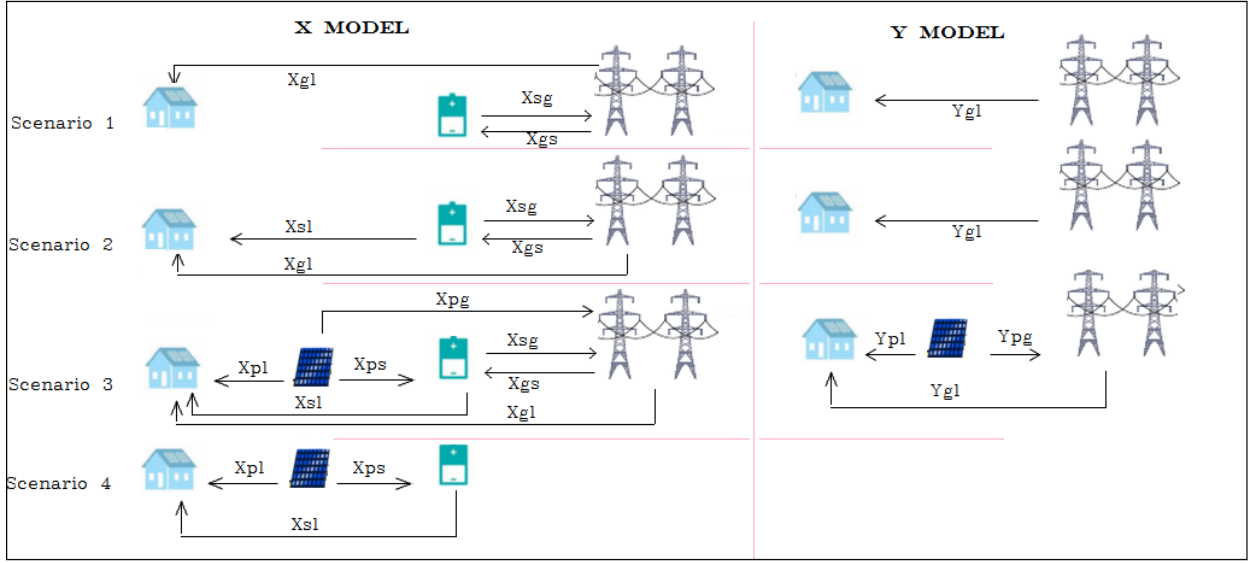 X MODEL
Y MODEL
Xgl
Xsg
Xgs
Ygl
Scenario 1
Xsg
Xsl
Xgs
Xgl
Ygl
Scenario 2
Xpg
Xsg
Xpl
Xps
Xgs
Xsl
Xgl
Ypl
Ypg
Ygl
Scenario 3
Xpl
Xps
Xsl
Scenario 4